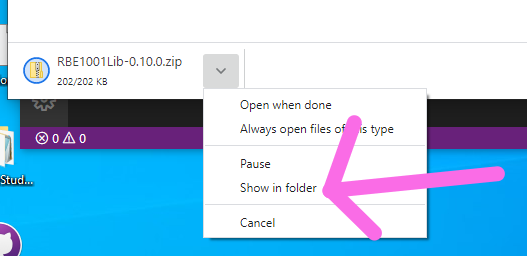 RBE1001Lib-0.10.0.zip
202/202 KB
Open when done
Always open files of this type
0 0
Pause
Show in folder
Stud...
Cancel